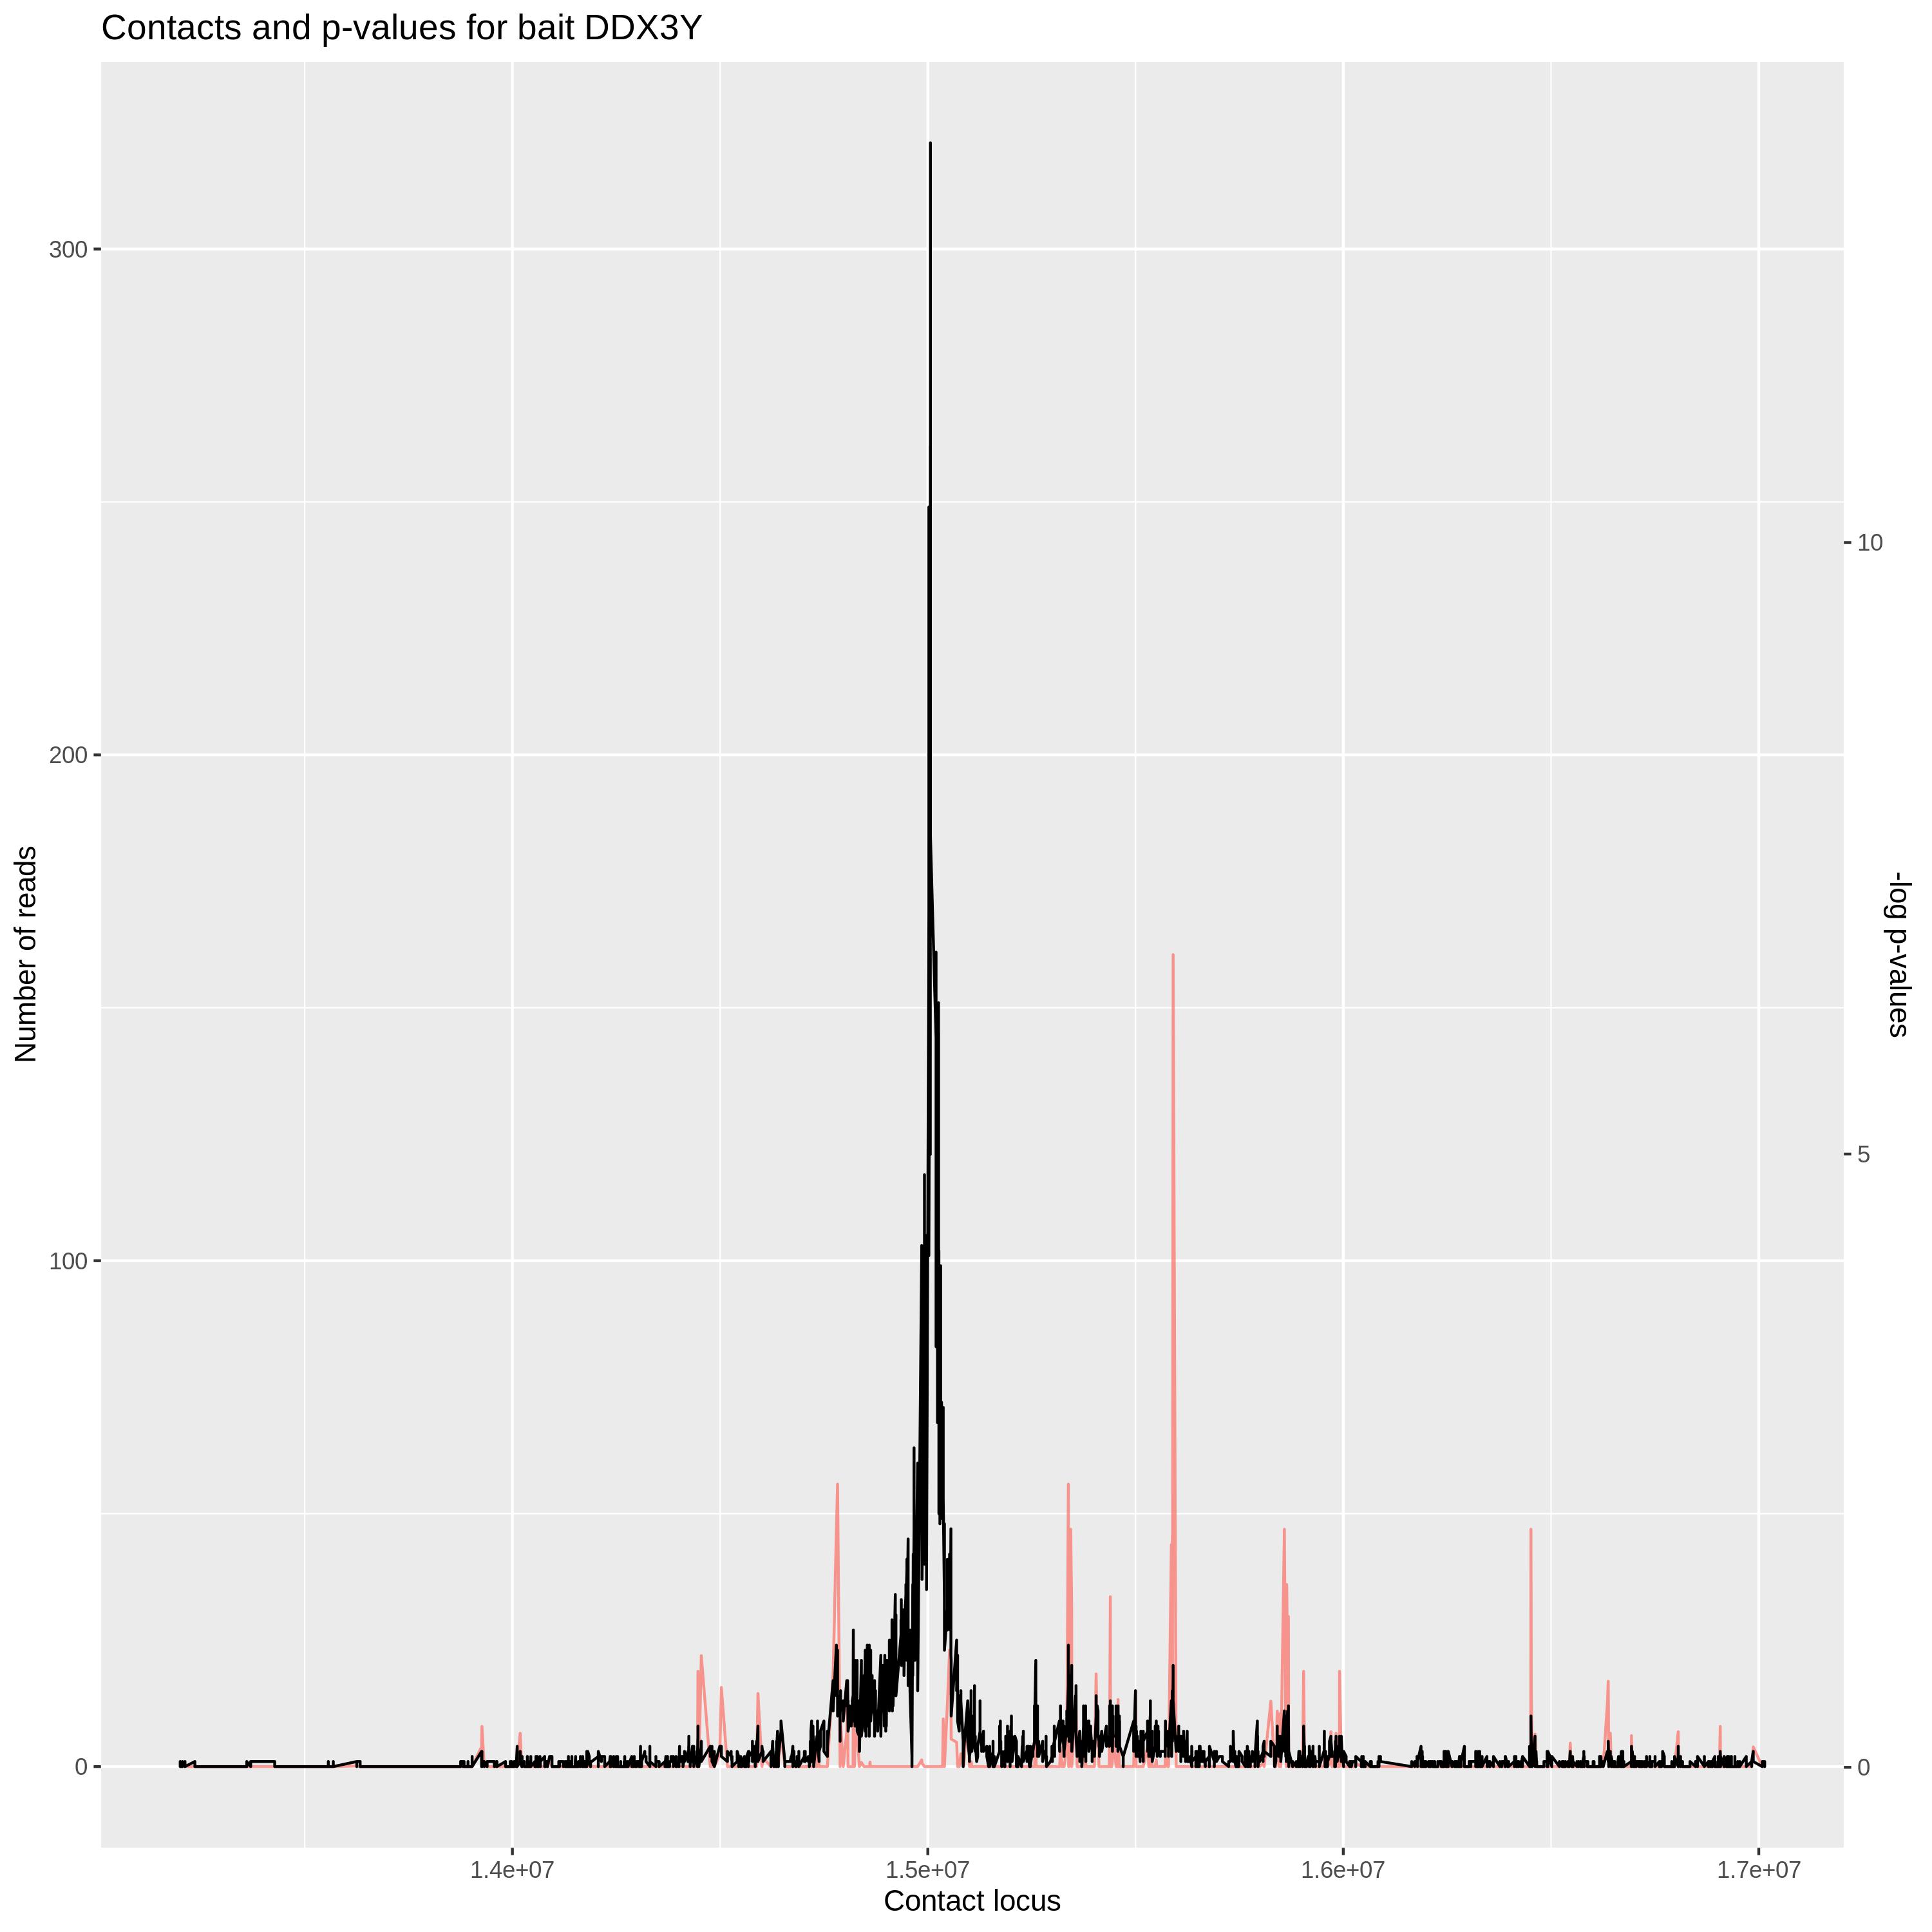 Contacts and p-values for bait DDX3Y
300
200
100
0
Number of reads
10
5
0
-log p-values
1.4e+07 1.5e+07 1.6e+07 1.7e+07
Contact locus